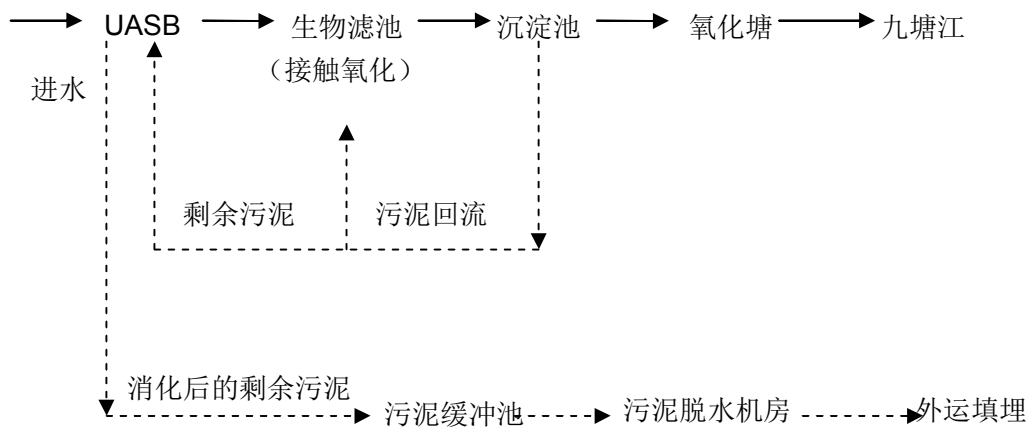 UASB 生物滤池 沉淀池 氧化塘 九塘江
（接触氧化）
进水
剩余污泥 污泥回流
消化后的剩余污泥
污泥缓冲池 污泥脱水机房 外运填埋